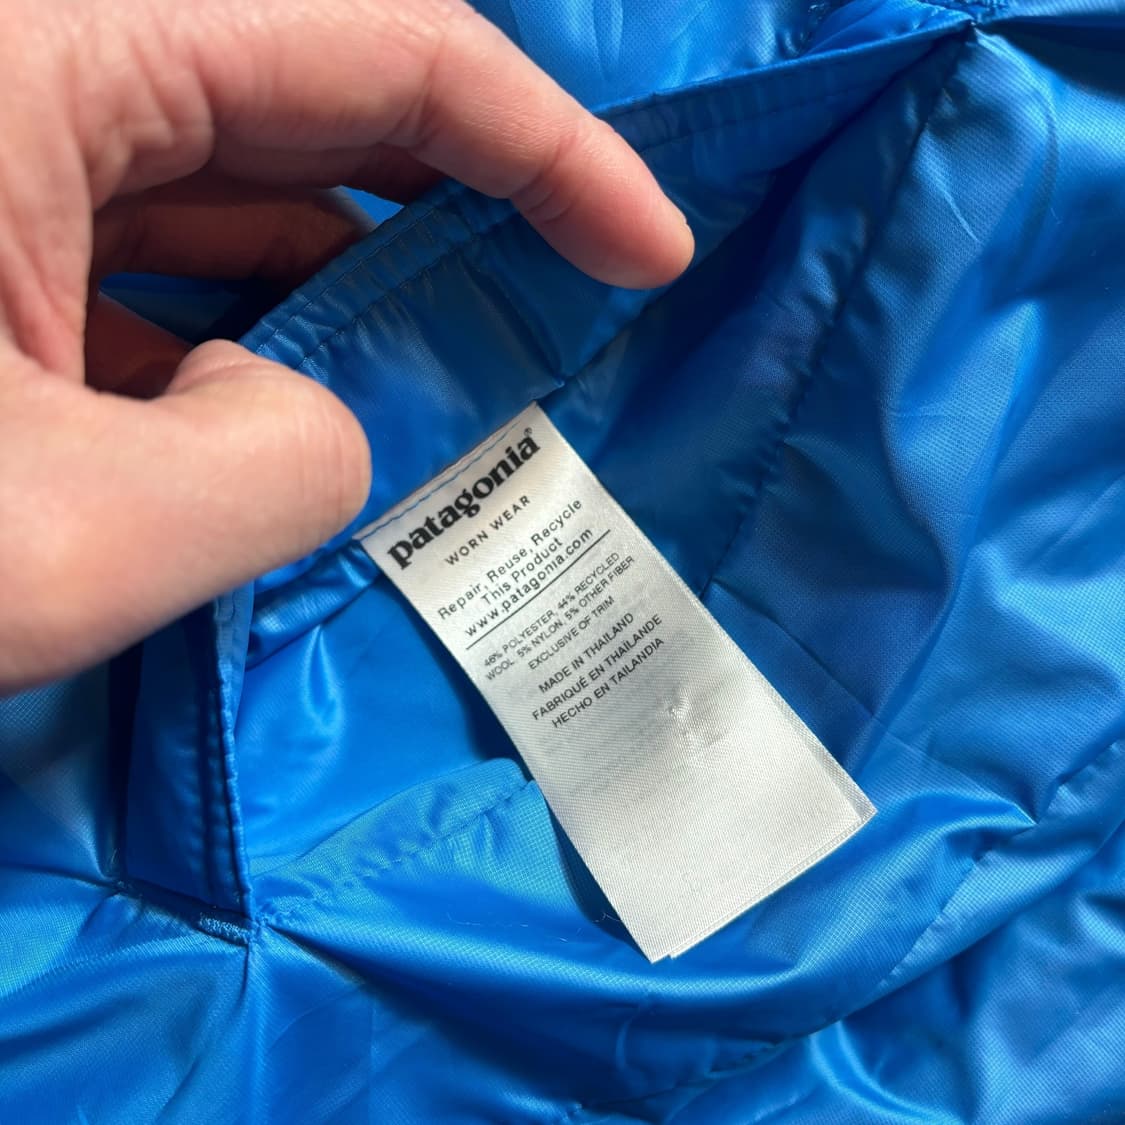 patagonia®
WORN WEAR
Repair, Reuse, Recycle
This Product
www.patagonia.com
46% POLYESTER, 44% RECYCLED
WOOL, 5% NYLON, 5% OTHER FIBER
EXCLUSIVE OF TRIM
MADE IN THAILAND
FABRIQUÉ EN THAILANDE
HECHO EN TAILANDIA